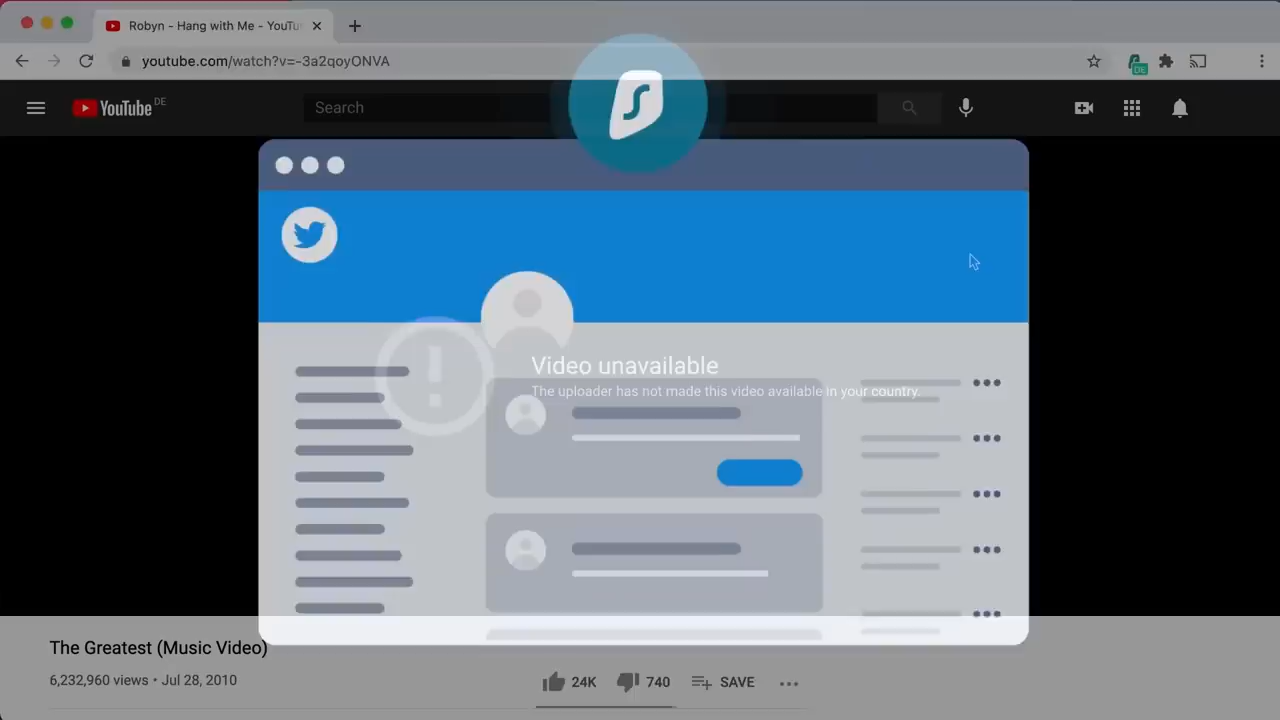 Robyn - Hang with Me - YouTu
youtube.com/watch?v=-3a2qoyONVA
DE
YouTube DE
Search
Video unavailable
The uploader has not made this video available in your country.
The Greatest (Music Video)
6,232,960 views • Jul 28, 2010
24K 740 SAVE